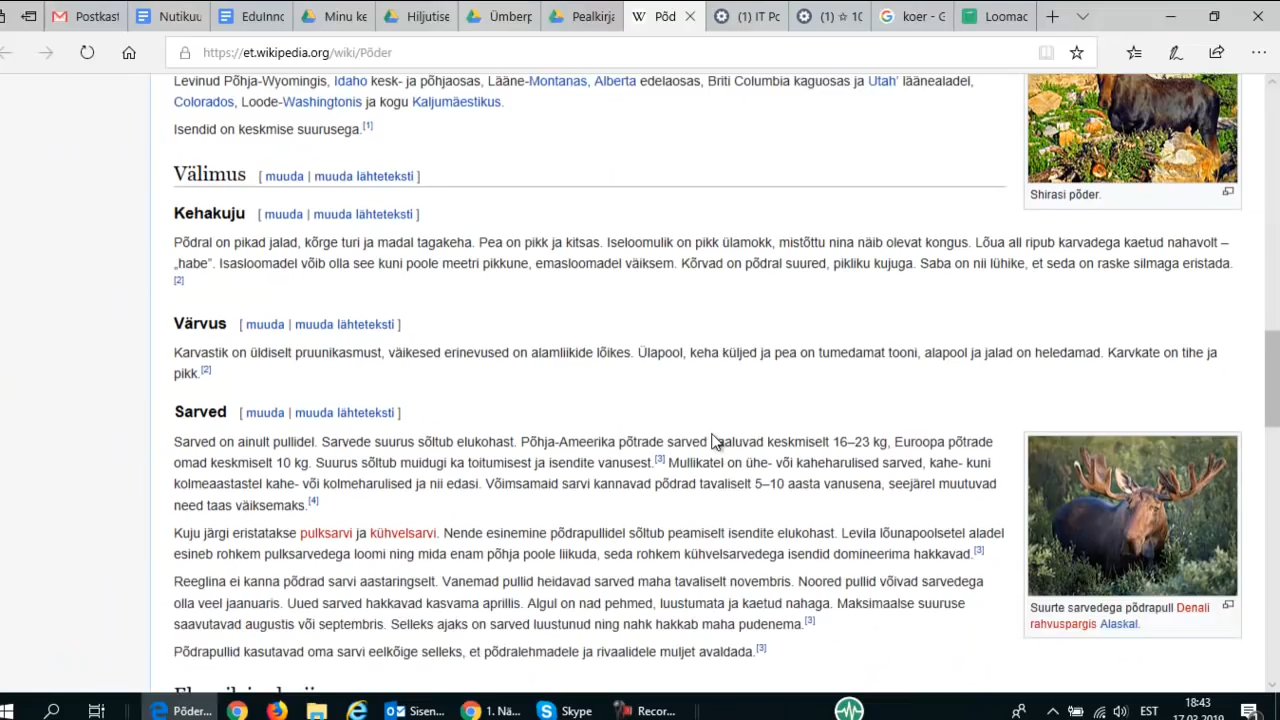 Postkast
Nutikuu
EduInno
Minu ke
Hiljutise
Ümberp
Pealkirja
Põd
(1) IT Po
(1) ☆ 10
koer - G
Loomac
https://et.wikipedia.org/wiki/Põder
Levinud Põhja-Wyomingis, Idaho kesk- ja põhjaosas, Lääne-Montanas, Alberta edelaosas, Briti Columbia kaguosas ja Utah' läänealadel,
Colorados, Loode-Washingtonis ja kogu Kaljumäestikus.
Isendid on keskmise suurusega.[1]
Shirasi põder.
Välimus [ muuda | muuda lähteteksti ]
Kehakuju [ muuda | muuda lähteteksti ]
Põdral on pikad jalad, kõrge turi ja madal tagakeha. Pea on pikk ja kitsas. Iseloomulik on pikk ülamokk, mistõttu nina näib olevat kongus. Lõua all ripub karvadega kaetud nahavolt –
„habe”. Isasloomadel võib olla see kuni poole meetri pikkune, emasloomadel väiksem. Kõrvad on põdral suured, pikliku kujuga. Saba on nii lühike, et seda on raske silmaga eristada.
[2]
Värvus [ muuda | muuda lähteteksti ]
Karvastik on üldiselt pruunikasmust, väikesed erinevused on alamliikide lõikes. Ülapool, keha küljed ja pea on tumedamat tooni, alapool ja jalad on heledamad. Karvkate on tihe ja
pikk.[2]
Sarved [ muuda | muuda lähteteksti ]
Sarved on ainult pullidel. Sarvede suurus sõltub elukohast. Põhja-Ameerika põtrade sarved kaaluvad keskmiselt 16–23 kg, Euroopa põtrade
omad keskmiselt 10 kg. Suurus sõltub muidugi ka toitumisest ja isendite vanusest.[3] Mullikatel on ühe- või kaheharulised sarved, kahe- kuni
kolmeaastastel kahe- või kolmeharulised ja nii edasi. Võimsamaid sarvi kannavad põdrad tavaliselt 5–10 aasta vanusena, seejärel muutuvad
need taas väiksemaks.[4]
Kuju järgi eristatakse pulksarvi ja kühvelsarvi. Nende esinemine põdrapullidel sõltub peamiselt isendite elukohast. Levila lõunapoolsetel aladel
esineb rohkem pulksarvedega loomi ning mida enam põhja poole liikuda, seda rohkem kühvelsarvedega isendid domineerima hakkavad.[3]
Reeglina ei kanna põdrad sarvi aastaringselt. Vanemad pullid heidavad sarved maha tavaliselt novembris. Noored pullid võivad sarvedega
olla veel jaanuaris. Uued sarved hakkavad kasvama aprillis. Algul on nad pehmed, luustumata ja kaetud nahaga. Maksimaalse suuruse
saavutavad augustis või septembris. Selleks ajaks on sarved luustunud ning nahk hakkab maha pudenema.[3]
Põdrapullid kasutavad oma sarvi eelkõige selleks, et põdralehmadele ja rivaalidele muljet avaldada.[3]
Suurte sarvedega põdrapull Denali
rahvuspargis Alaskal.
Põder...
Sisen...
1. Nä...
Skype
Recor...
EST
18:43
17.03.2019